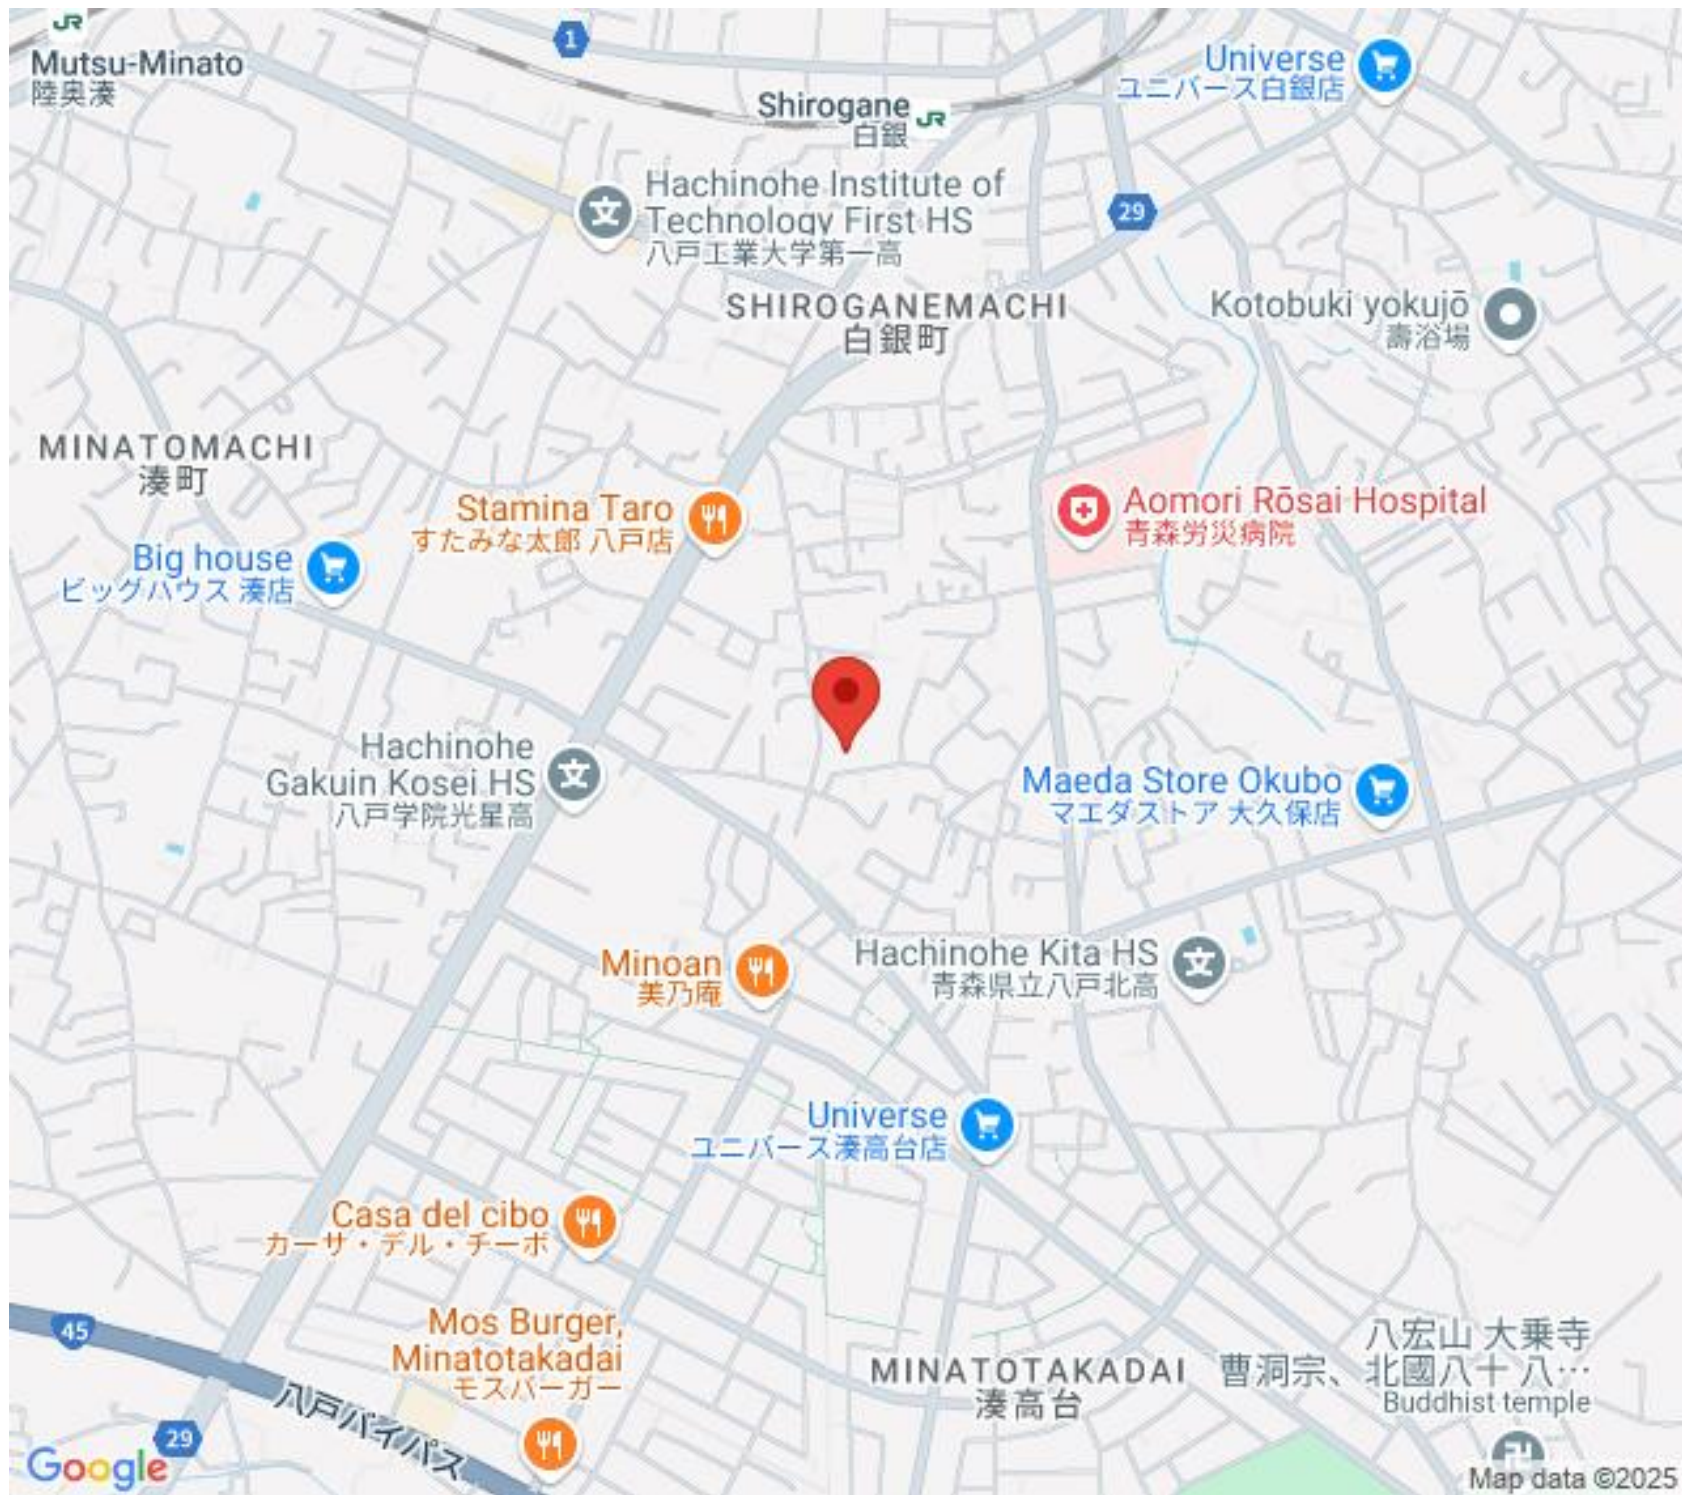 JR
Mutsu-Minato
陸奥湊
1
Shirogane
白銀
JR
Universe
ユニバース白銀店
Hachinohe Institute of
Technology First HS
八戸工業大学第一高
29
SHIROGANEMACHI
白銀町
Kotobuki yokujō
壽浴場
MINATOMACHI
湊町
Stamina Taro
すたみな太郎 八戸店
Aomori Rōsai Hospital
青森労災病院
Big house
ビッグハウス 湊店
Hachinohe
Gakuin Kosei HS
八戸学院光星高
文
Maeda Store Okubo
マエダストア 大久保店
Minoan
美乃庵
Hachinohe Kita HS
青森県立八戸北高
文
Universe
ユニバース湊高台店
Casa del cibo
カーサ・デル・チーボ
45
Mos Burger,
Minatotakadai
モスバーガー
八戸バイパス
MINATOTAKADAI
湊高台
八宏山 大乗寺
曹洞宗、北國八十 八…
Buddhist temple
29
Google
Map data ©2025